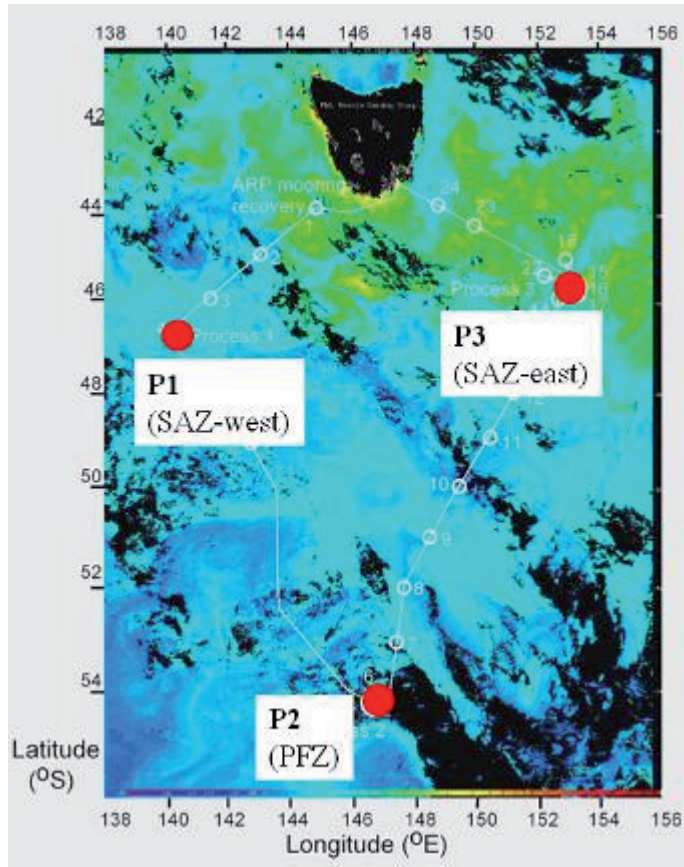 138 140 142 144 146 148 150 152 154 156
42
ARP mooring
recovery
24
23
1
44
2
18
22
15
3
Process 3
16
46
Process 1
P3
(SAZ-east)
P1
(SAZ-west)
48
12
11
50
10
9
52
8
7
54
6
P2
(PFZ)
Latitude
(°S)
138 140 142 144 146 148 150 152 154 156
Longitude (°E)